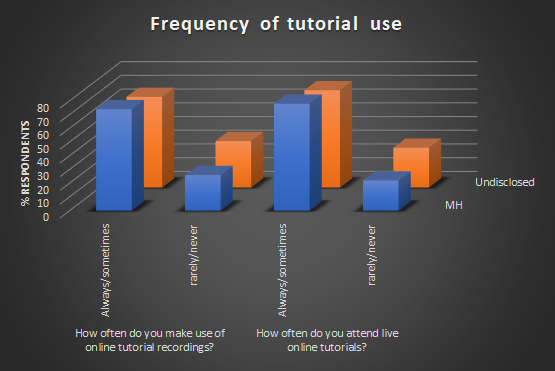 Frequency of tutorial use
% RESPONDENTS
80
70
60
50
40
30
20
10
0
Undisclosed
MH
Always/sometimes
rarely/never
Always/sometimes
rarely/never
How often do you make use of
online tutorial recordings?
How often do you attend live
online tutorials?